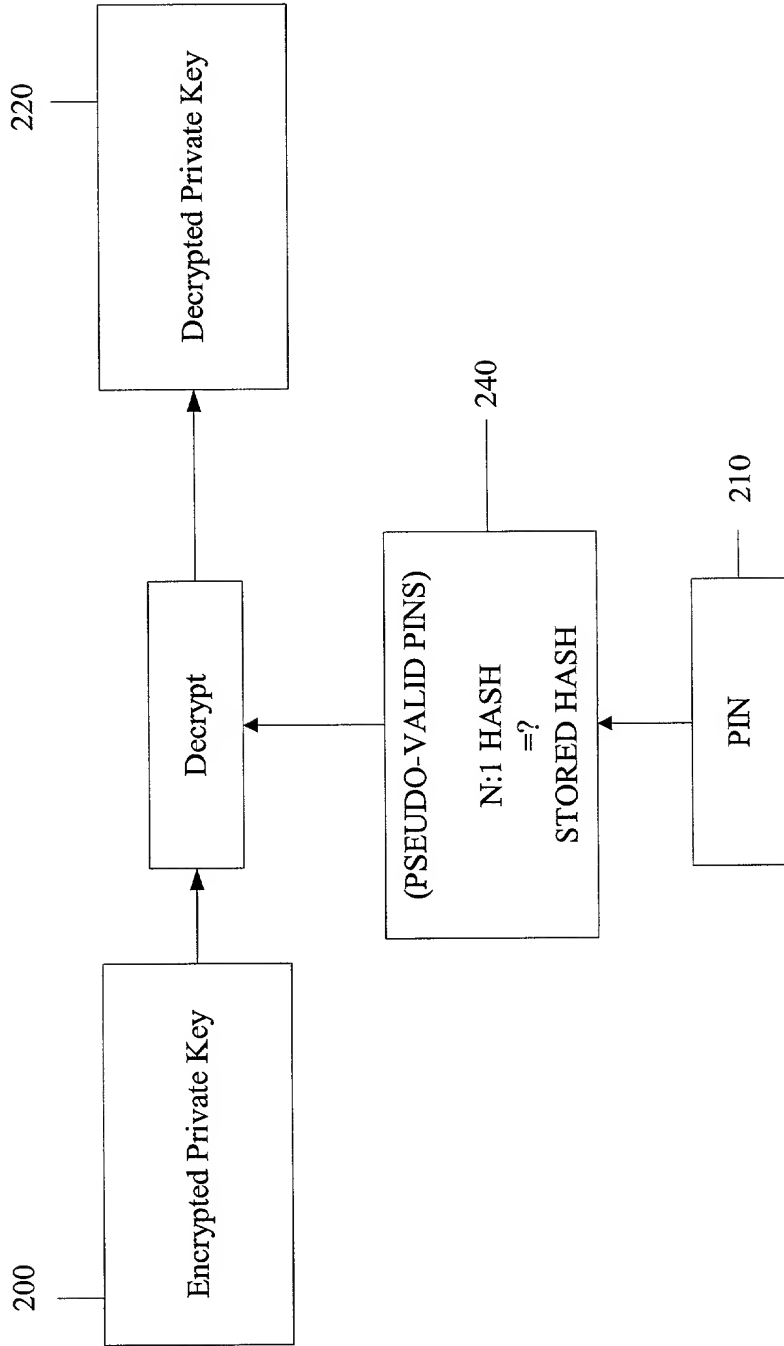 200
Encrypted Private Key
Decrypt
220
Decrypted Private Key
240
(PSEUDO-VALID PINS)
N:1 HASH
=?
STORED HASH
210
PIN